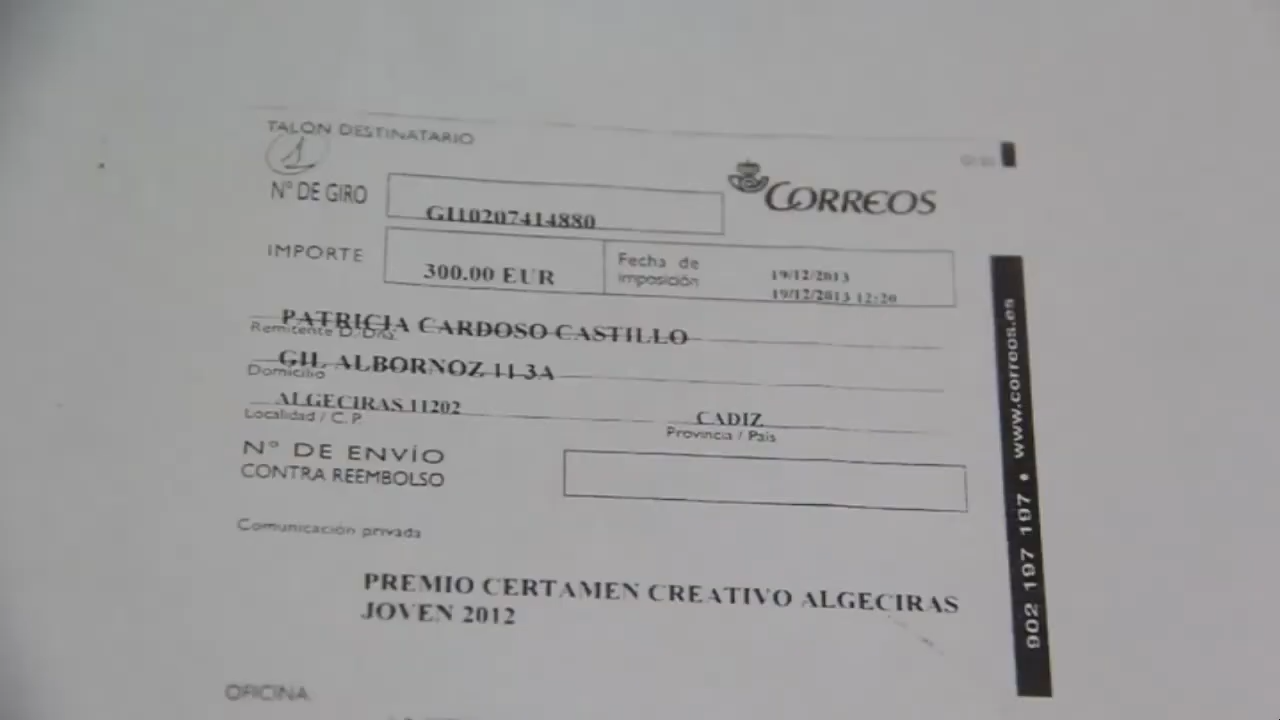 TALON DESTINATARIO
1
Nº DE GIRO
GI10207414880
CORREOS
IMPORTE
300.00 EUR
Fecha de imposición
19/12/2013
19/12/2013 12:20
PATRICIA CARDOSO CASTILLO
Remitente D./Dña.
GIL ALBORNOZ 11 3A
Domicilio
ALGECIRAS 11202
CADIZ
Localidad / C. P.
Provincia / País
Nº DE ENVÍO
CONTRA REEMBOLSO
Comunicación privada
PREMIO CERTAMEN CREATIVO ALGECIRAS
JOVEN 2012
OFICINA
902 197 197 • www.correos.es